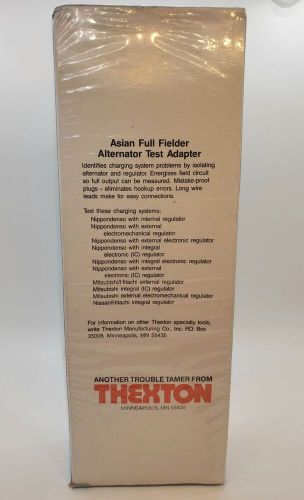 Asian Full Fielder
Alternator Test Adapter
Identifies charging system problems by isolating
alternator and regulator. Energizes field circuit
so full output can be measured. Mistake-proof
plugs – eliminates hookup errors. Long wire
leads make for easy connections.
Test these charging systems:
Nippondenso with internal regulator
Nippondenso with external
electromechanical regulator
Nippondenso with external electronic regulator
Nippondenso with integral
electronic (IC) regulator
Nippondenso with integral electronic regulator
Nippondenso with external
electronic (IC) regulator
Mitsubishi/Hitachi external regulator
Mitsubishi integral (IC) regulator
Mitsubishi external electromechanical regulator
Nissan/Hitachi integral regulator
For information on other Thexton specialty tools,
write Thexton Manufacturing Co., Inc. P.O. Box
35008, Minneapolis, MN 55435
ANOTHER TROUBLE TAMER FROM
THEXTON
MINNEAPOLIS, MN 55435